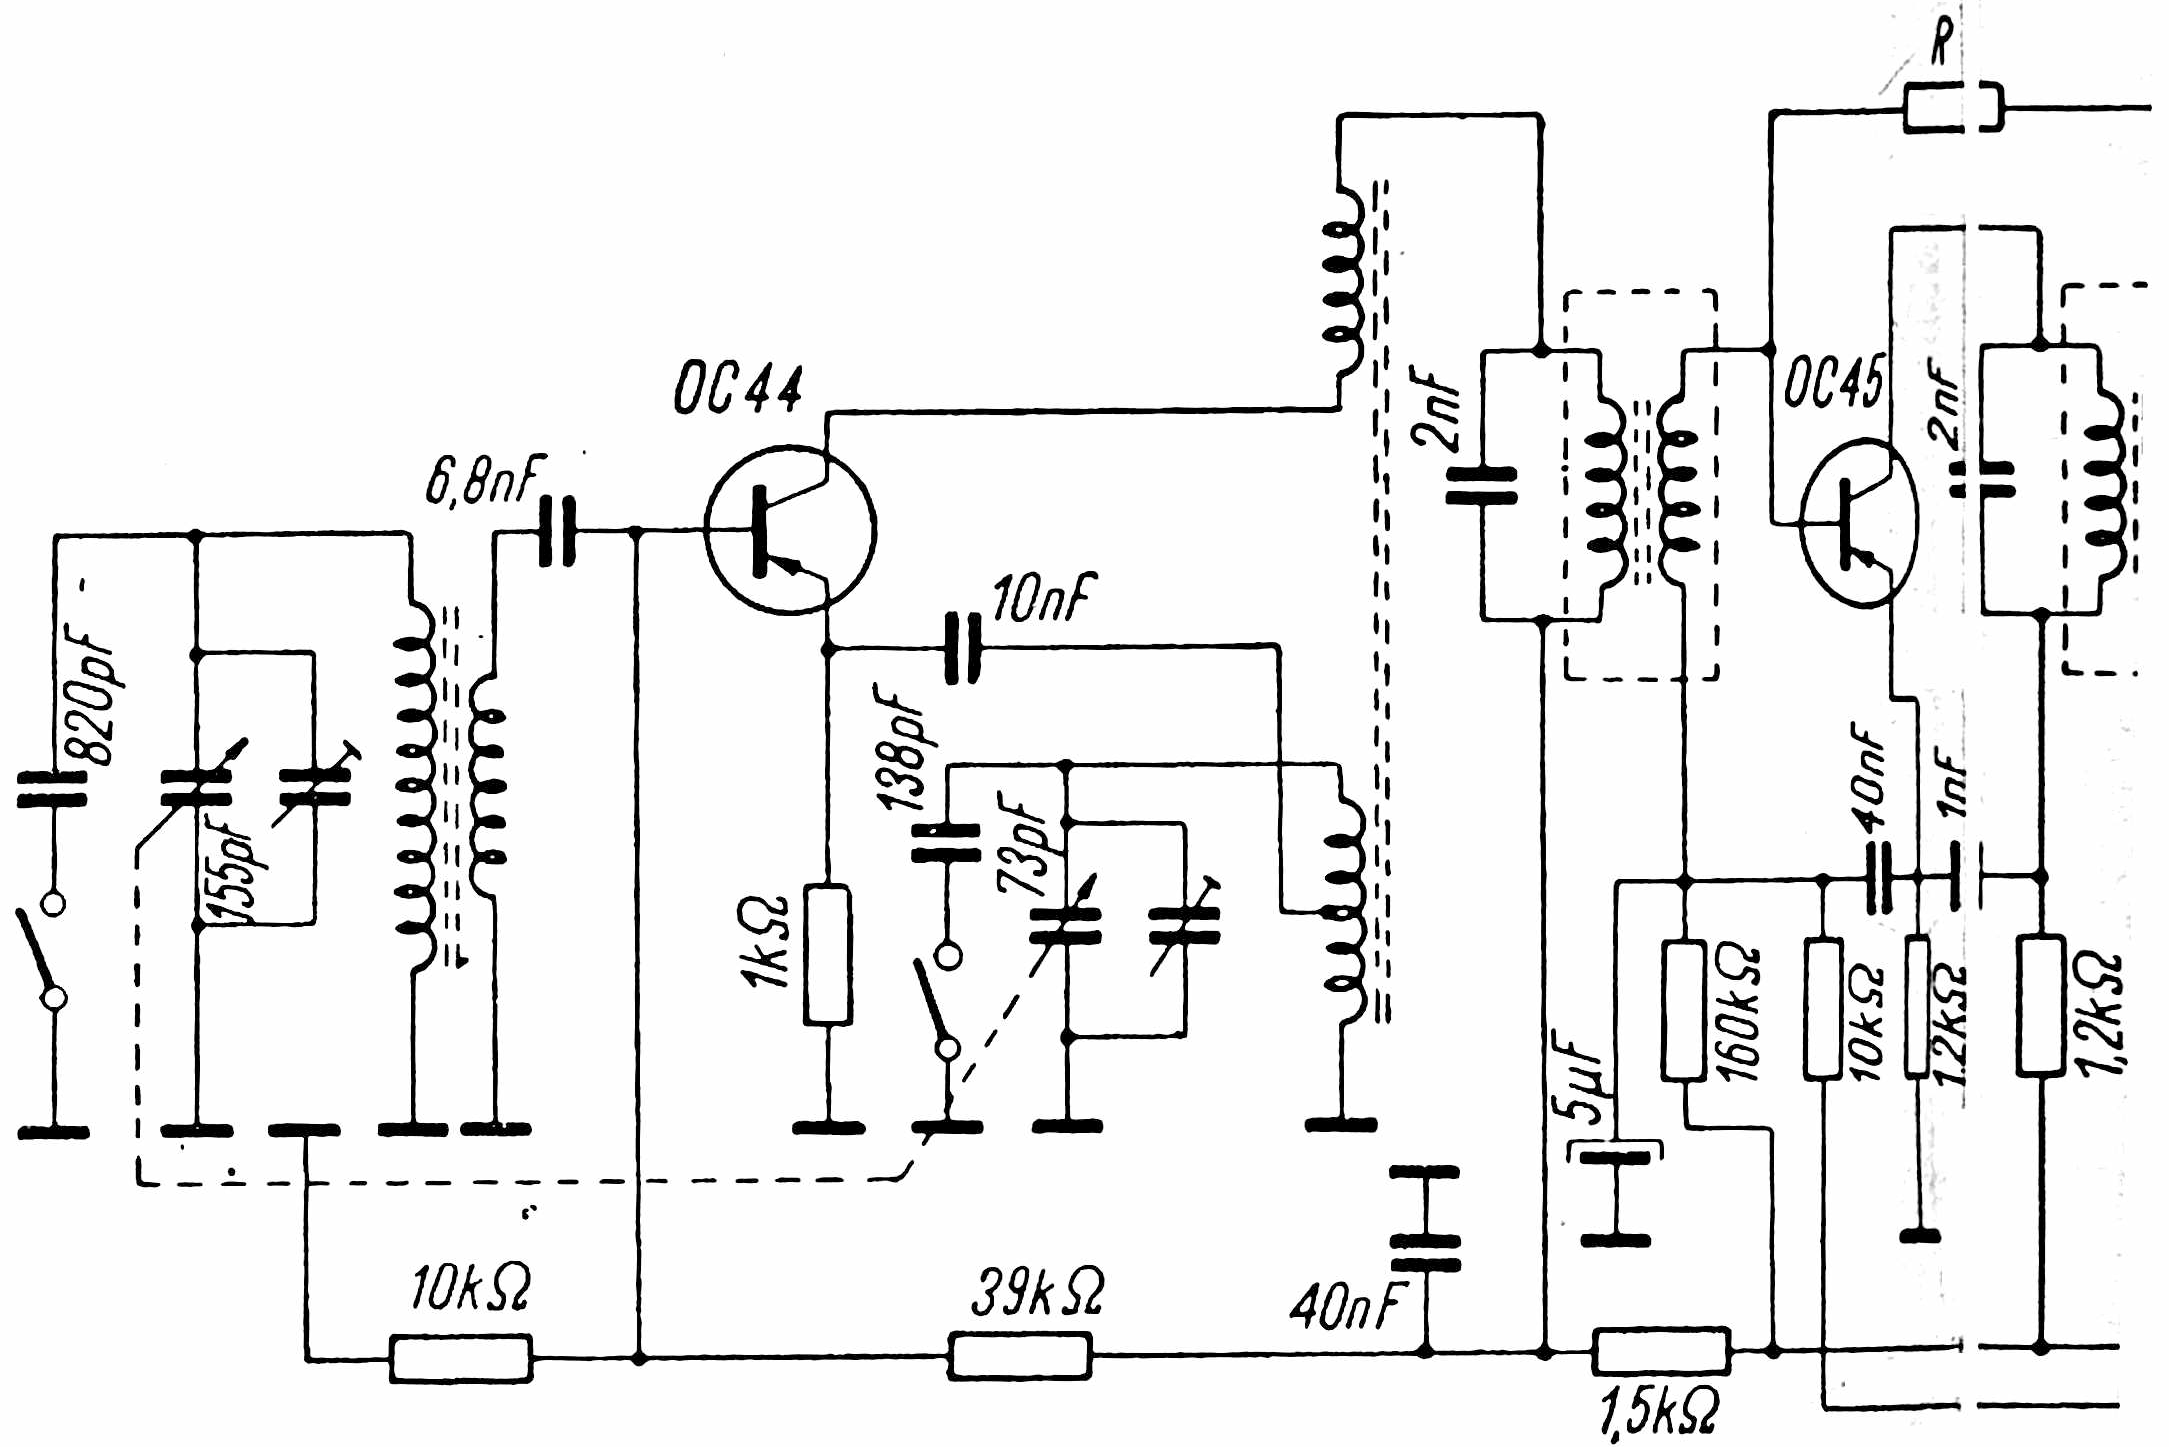 R
OC44
2nF
OC45
2nF
6,8nF
10nF
820pF
155pF
138pF
73pF
1kΩ
40nF
1nF
160kΩ
10kΩ
1.2kΩ
1,2kΩ
5µF
10kΩ
39kΩ
40nF
1,5kΩ